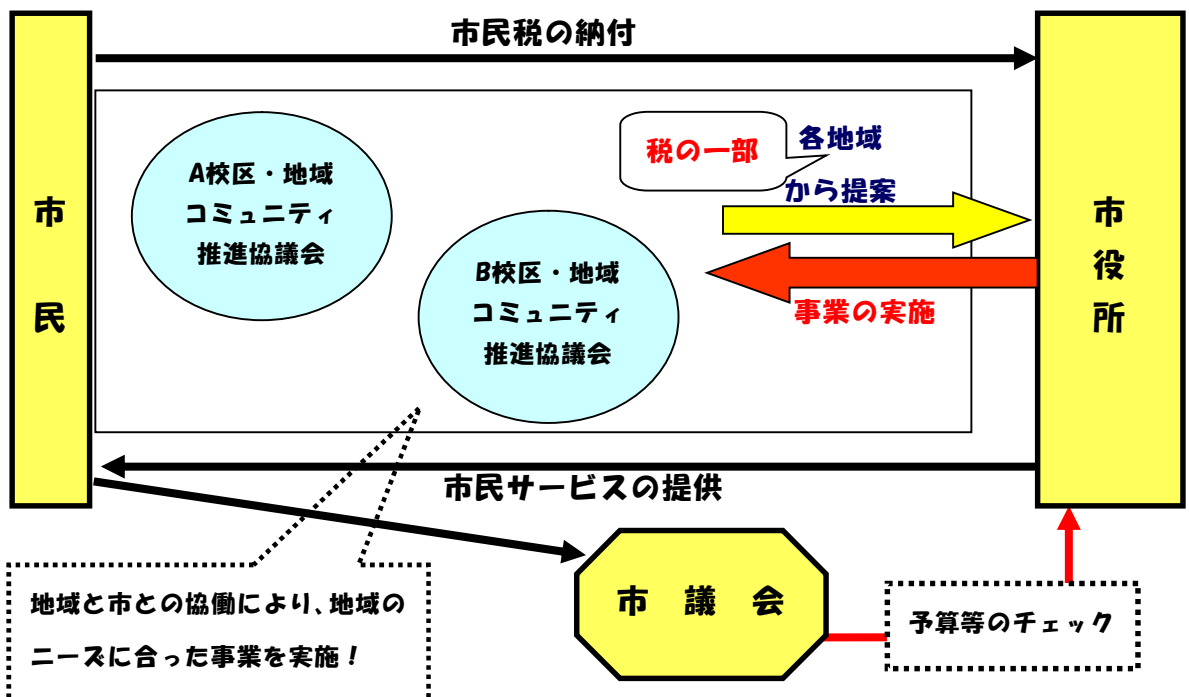 市民税の納付
市民
A校区・地域
コミュニティ
推進協議会
B校区・地域
コミュニティ
推進協議会
税の一部
各地域
から提案
事業の実施
市役所
市民サービスの提供
市議会
予算等のチェック
地域と市との協働により、地域の
ニーズに合った事業を実施！